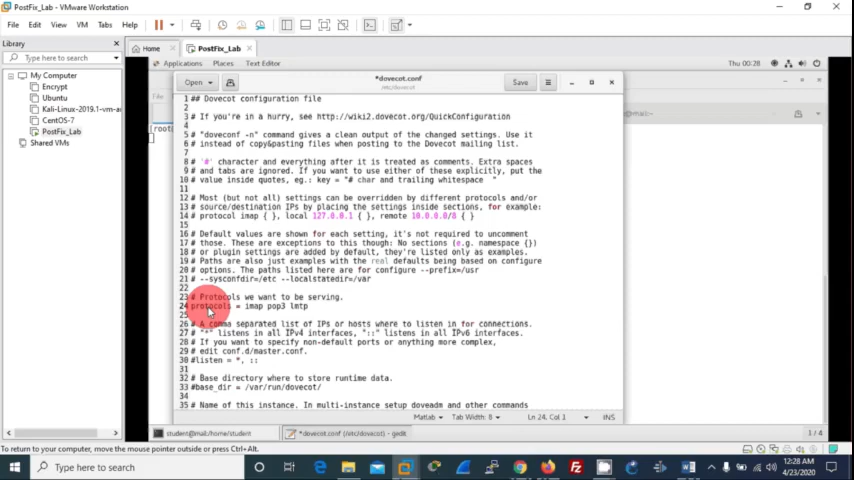 PostFix_Lab - VMware Workstation
File Edit View VM Tabs Help
Library
Type here to search
My Computer
Encrypt
Ubuntu
Kali-Linux-2019.1-vm-a
CentOS-7
PostFix_Lab
Shared VMs
Home PostFix_Lab
Applications Places Text Editor Thu 00:28
Open *dovecot.conf Save
/etc/dovecot
1 ## Dovecot configuration file
2
3 # If you're in a hurry, see http://wiki2.dovecot.org/QuickConfiguration
4
5 # "doveconf -n" command gives a clean output of the changed settings. Use it
6 # instead of copy&pasting files when posting to the Dovecot mailing list.
7
8 # '#' character and everything after it is treated as comments. Extra spaces
9 # and tabs are ignored. If you want to use either of these explicitly, put the
10 # value inside quotes, eg.: key = "# char and trailing whitespace "
11
12 # Most (but not all) settings can be overridden by different protocols and/or
13 # source/destination IPs by placing the settings inside sections, for example:
14 # protocol imap { }, local 127.0.0.1 { }, remote 10.0.0.0/8 { }
15
16 # Default values are shown for each setting, it's not required to uncomment
17 # those. These are exceptions to this though: No sections (e.g. namespace {})
18 # or plugin settings are added by default, they're listed only as examples.
19 # Paths are also just examples with the real defaults being based on configure
20 # options. The paths listed here are for configure --prefix=/usr
21 # --sysconfdir=/etc --localstatedir=/var
22
23 # Protocols we want to be serving.
24 protocols = imap pop3 lmtp
25
26 # A comma separated list of IPs or hosts where to listen in for connections.
27 # "*" listens in all IPv4 interfaces, "::" listens in all IPv6 interfaces.
28 # If you want to specify non-default ports or anything more complex,
29 # edit conf.d/master.conf.
30 #listen = *, ::
31
32 # Base directory where to store runtime data.
33 #base_dir = /var/run/dovecot/
34
35 # Name of this instance. In multi-instance setup doveadm and other commands
Matlab Tab Width: 8 Ln 24, Col 1 INS
student@mail:/home/student *dovecot.conf (/etc/dovecot) - gedit 1 / 4
To return to your computer, move the mouse pointer outside or press Ctrl+Alt.
Type here to search
12:28 AM
4/23/2020